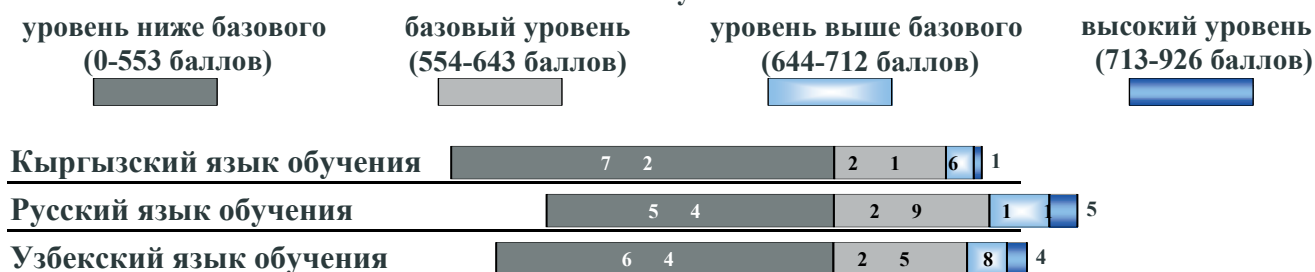 уровень ниже базового базовый уровень уровень выше базового высокий уровень
(0-553 баллов) (554-643 баллов) (644-712 баллов) (713-926 баллов)
Кыргызский язык обучения 7 2 2 1 6 1
Русский язык обучения 5 4 2 9 1 1 5
Узбекский язык обучения 6 4 2 5 8 4